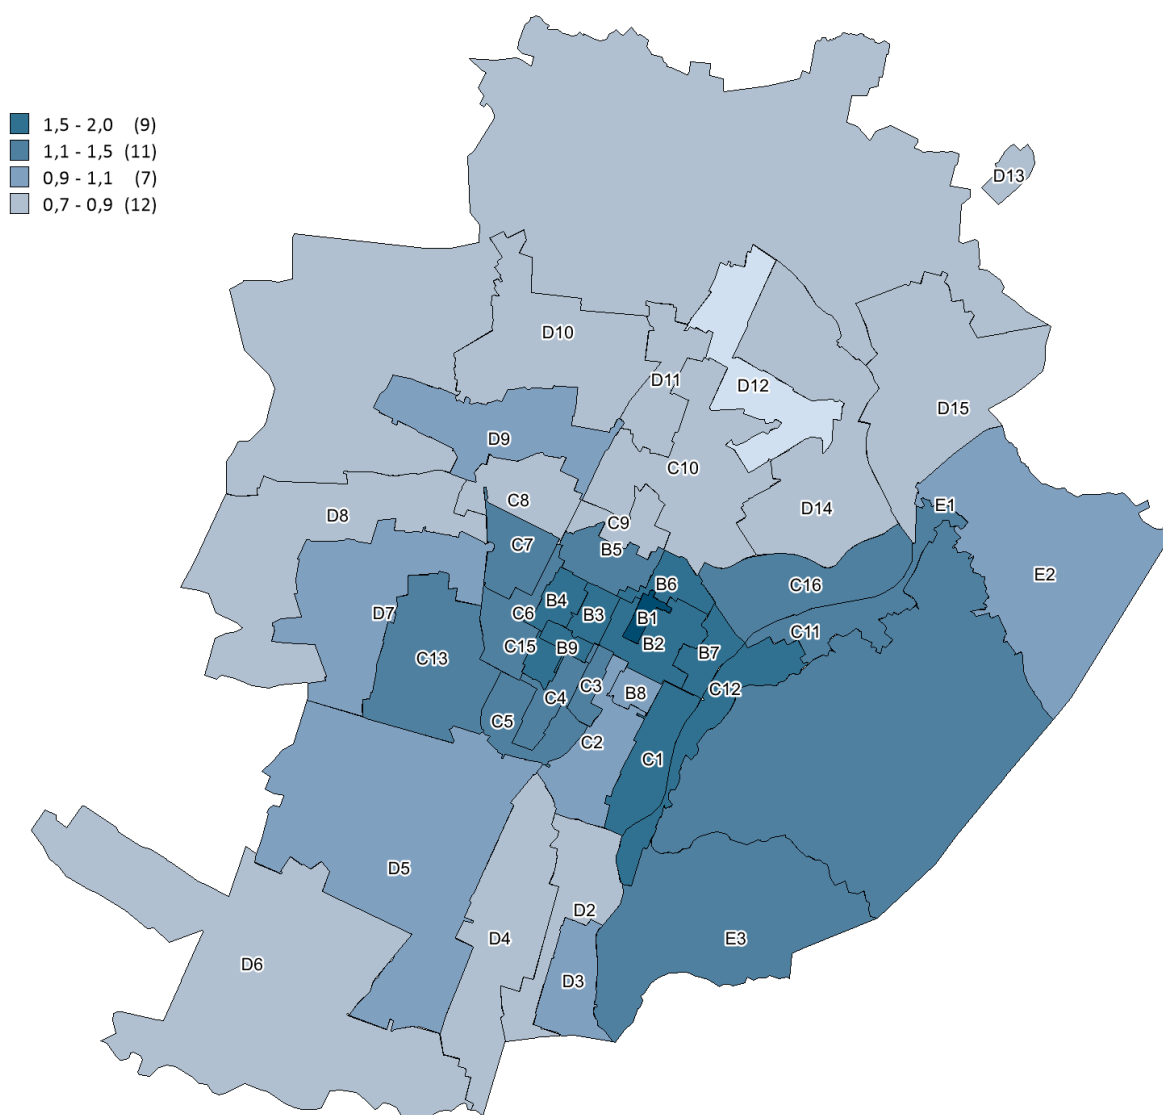 1,5 - 2,0 (9)
1,1 - 1,5 (11)
0,9 - 1,1 (7)
0,7 - 0,9 (12)
D13
D10
D11
D12
D15
D9
C10
C8
E1
D8
D14
C9
C7
B5
E2
C16
B6
B4
D7
C6
B3
B1
C11
B2
C15
B9
B7
C13
C3
C12
B8
C4
C5
C2
C1
D5
D2
D4
E3
D6
D3